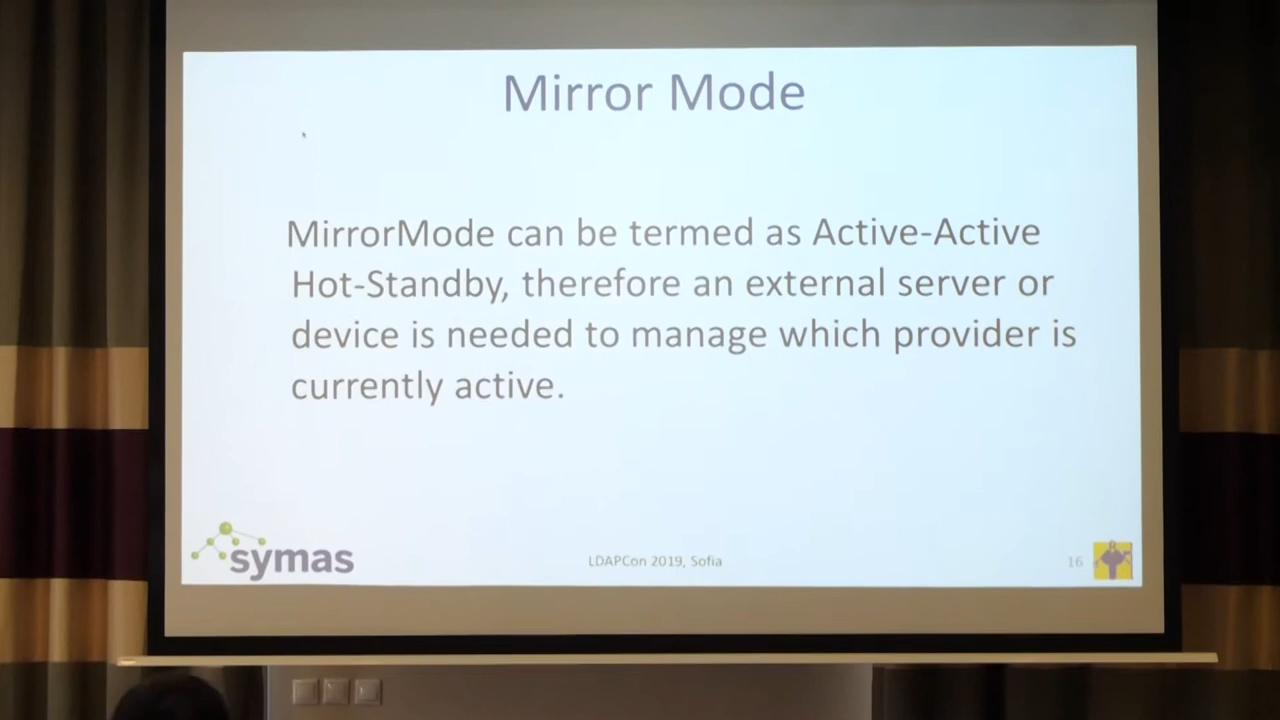 Mirror Mode
MirrorMode can be termed as Active-Active
Hot-Standby, therefore an external server or
device is needed to manage which provider is
currently active.
symas
LDAPCon 2019, Sofia
16